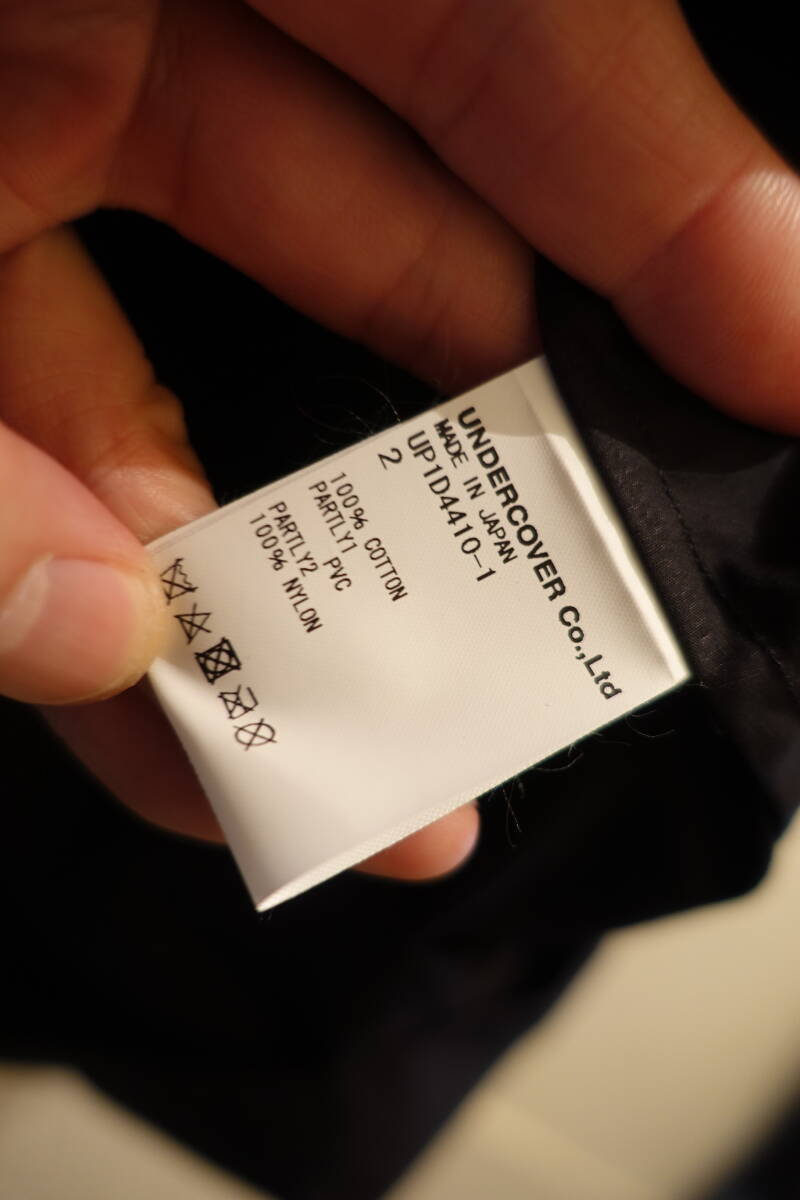 UNDERCOVER Co.,Ltd
MADE IN JAPAN
UP1D4410-1
2
100% COTTON
PARTLY1 PVC
PARTLY2
100% NYLON